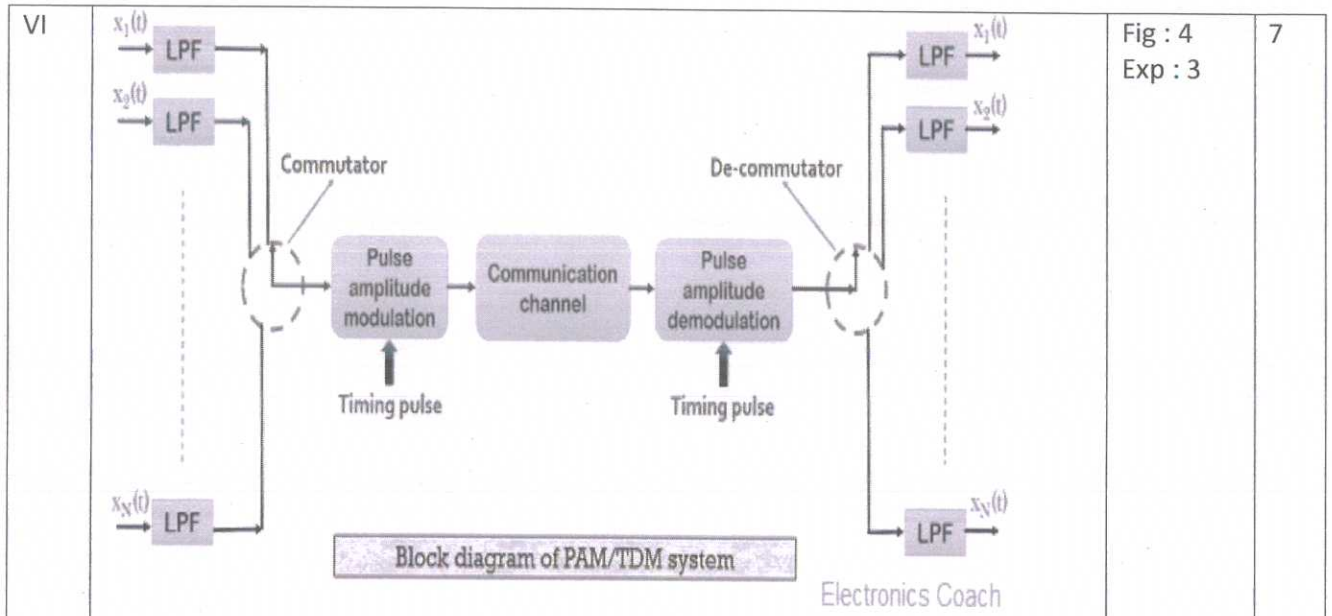 VI
x₁(t)
LPF
x₂(t)
LPF
Commutator
Pulse
amplitude
modulation
Timing pulse
Communication
channel
Pulse
amplitude
demodulation
Timing pulse
De-commutator
x_N(t)
LPF
LPF
x₁(t)
LPF
x₂(t)
LPF
x_N(t)
Block diagram of PAM/TDM system
Electronics Coach
Fig : 4
Exp : 3
7